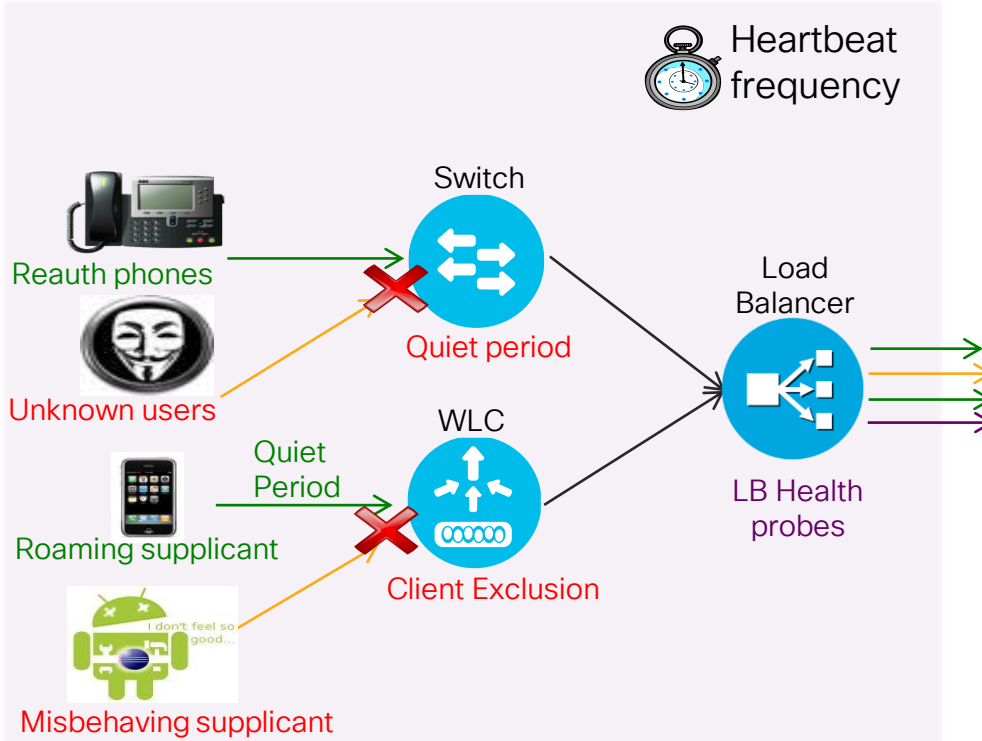 Heartbeat
frequency
Switch
Reauth phones
Load
Balancer
Quiet period
Unknown users
WLC
Quiet
Period
LB Health
probes
Roaming supplicant
Client Exclusion
I don't feel so
good...
Misbehaving supplicant